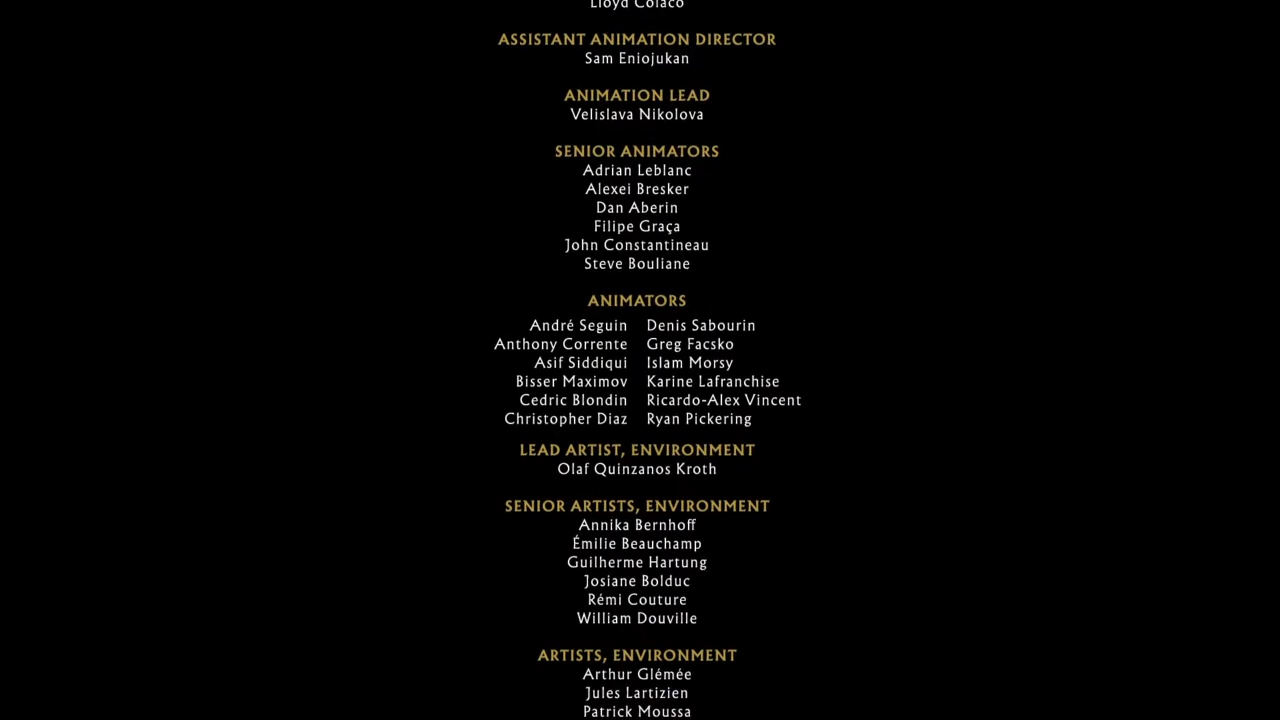 Lloyd Colaco
ASSISTANT ANIMATION DIRECTOR
Sam Eniojukan
ANIMATION LEAD
Velislava Nikolova
SENIOR ANIMATORS
Adrian Leblanc
Alexei Bresker
Dan Aberin
Filipe Graça
John Constantineau
Steve Bouliane
ANIMATORS
André Seguin Denis Sabourin
Anthony Corrente Greg Facsko
Asif Siddiqui Islam Morsy
Bisser Maximov Karine Lafranchise
Cedric Blondin Ricardo-Alex Vincent
Christopher Diaz Ryan Pickering
LEAD ARTIST, ENVIRONMENT
Olaf Quinzanos Kroth
SENIOR ARTISTS, ENVIRONMENT
Annika Bernhoff
Émilie Beauchamp
Guilherme Hartung
Josiane Bolduc
Rémi Couture
William Douville
ARTISTS, ENVIRONMENT
Arthur Glémée
Jules Lartizien
Patrick Moussa